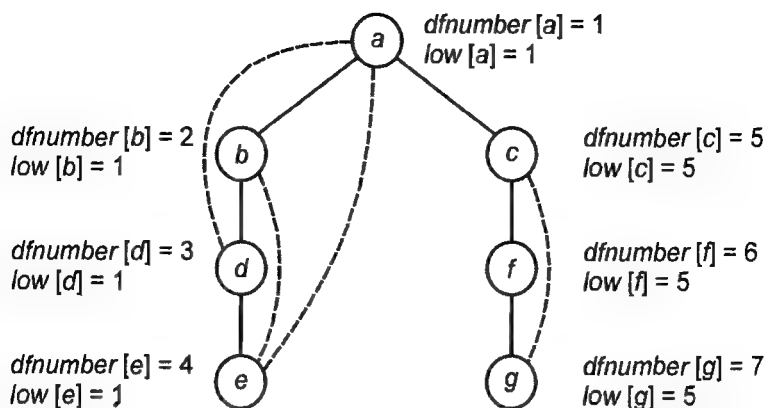 a
dfnumber [a] = 1
low [a] = 1
dfnumber [b] = 2
low [b] = 1
b
c
dfnumber [c] = 5
low [c] = 5
dfnumber [d] = 3
low [d] = 1
d
f
dfnumber [f] = 6
low [f] = 5
dfnumber [e] = 4
low [e] = 1
e
g
dfnumber [g] = 7
low [g] = 5